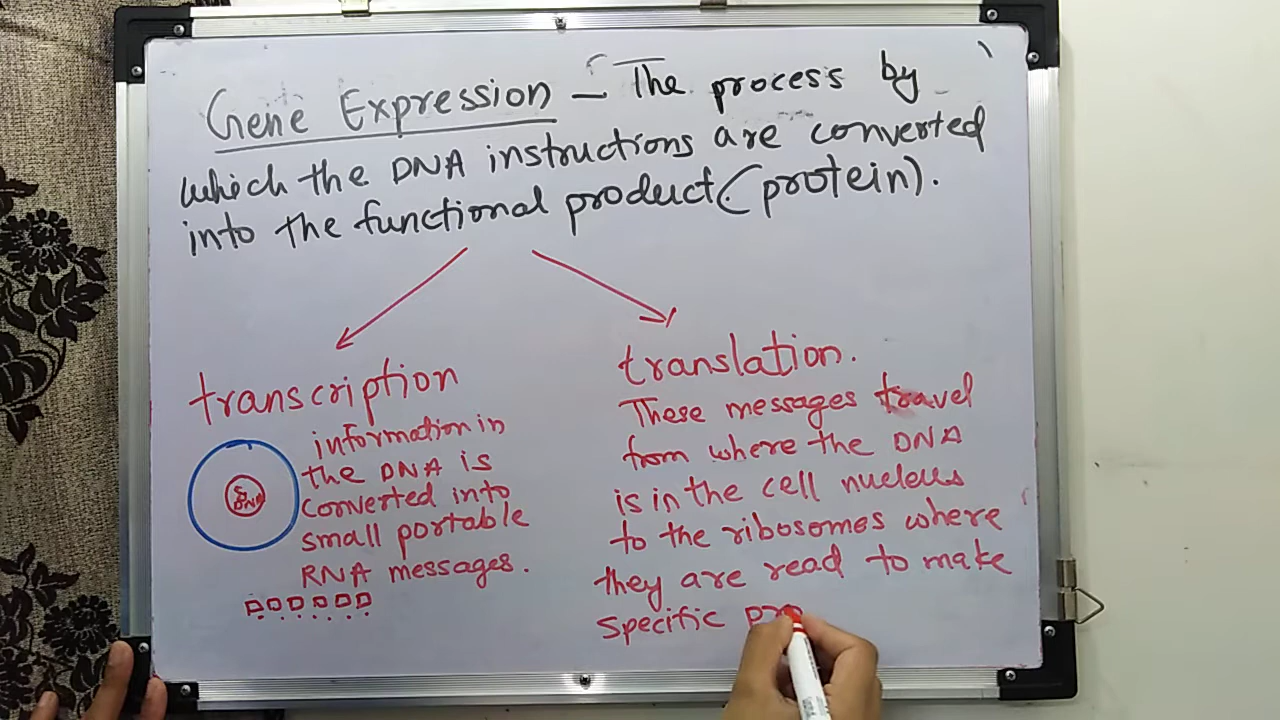 Gene Expression – The process by
which the DNA instructions are converted
into the functional product (protein).
transcription
information in
the DNA is
converted into
small portable
RNA messages.
DNA
translation.
These messages travel
from where the DNA
is in the cell nucleus
to the ribosomes where
they are read to make
specific pro